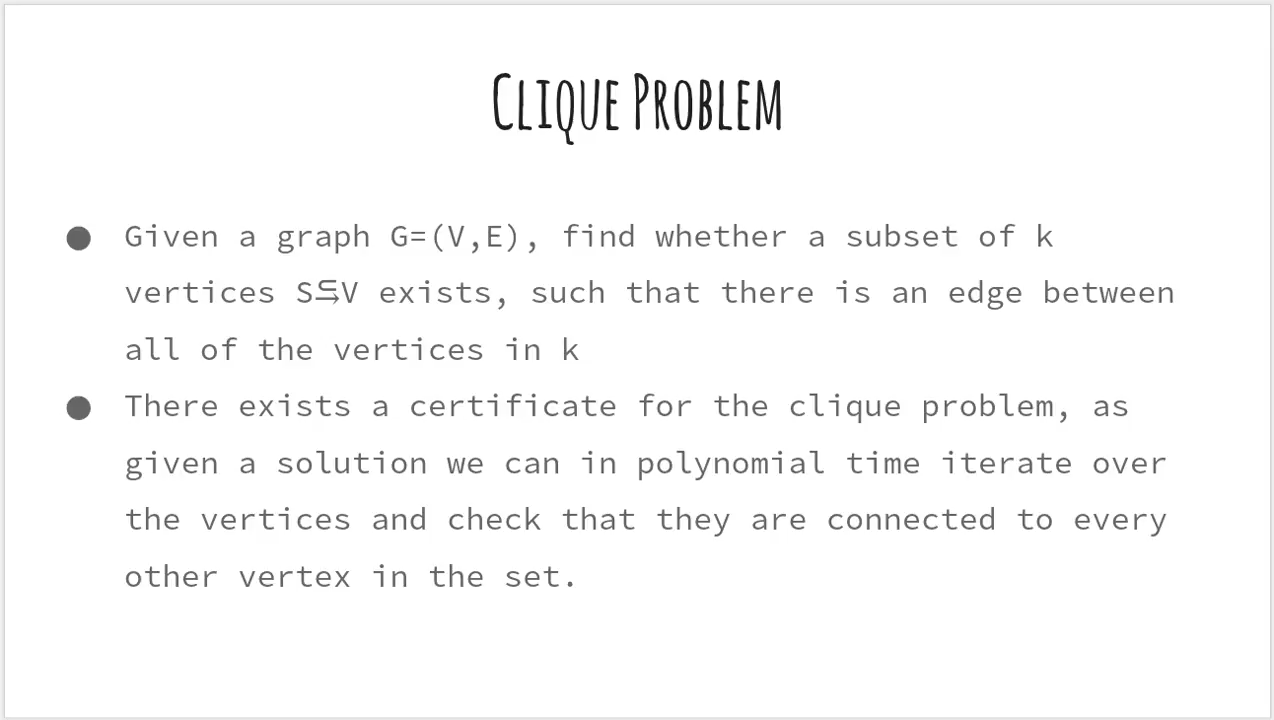 CLIQUE PROBLEM
● Given a graph G=(V,E), find whether a subset of k
vertices S⥹V exists, such that there is an edge between
all of the vertices in k
● There exists a certificate for the clique problem, as
given a solution we can in polynomial time iterate over
the vertices and check that they are connected to every
other vertex in the set.